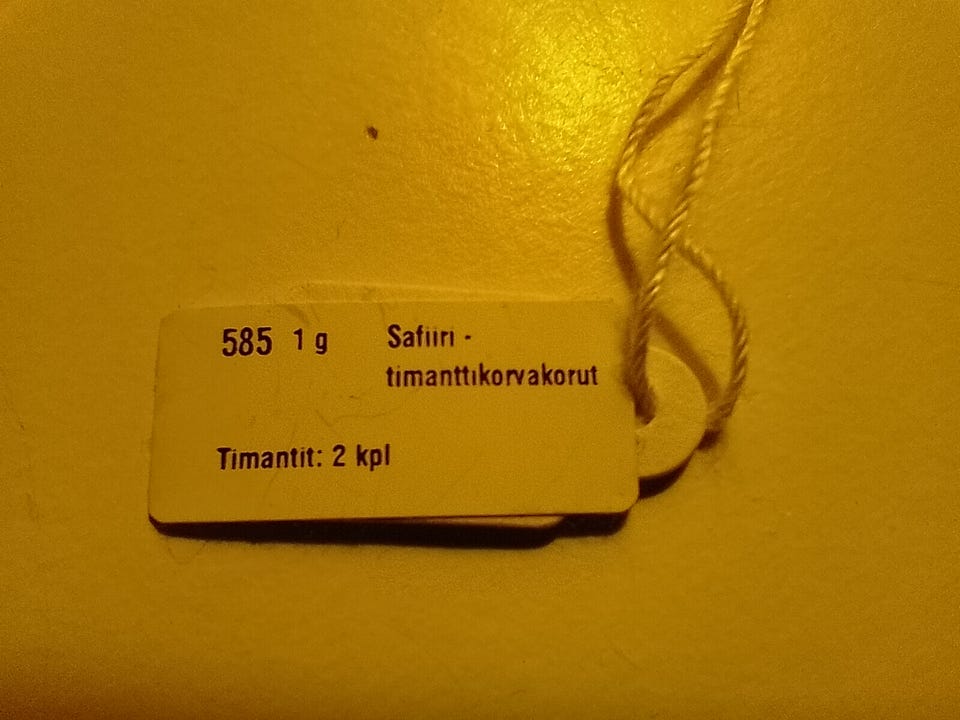 585 1 g Safiiri -
timanttikorvakorut
Timantit: 2 kpl